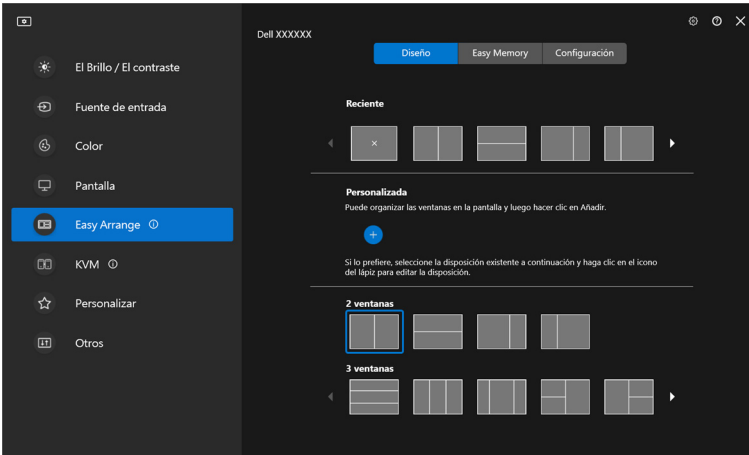 Dell XXXXXX
El Brillo / El contraste
Fuente de entrada
Color
Pantalla
Easy Arrange
KVM
Personalizar
Otros
Diseño
Easy Memory
Configuración
Reciente
Personalizada
Puede organizar las ventanas en la pantalla y luego hacer clic en Añadir.
Si lo prefiere, seleccione la disposición existente a continuación y haga clic en el icono
del lápiz para editar la disposición.
2 ventanas
3 ventanas